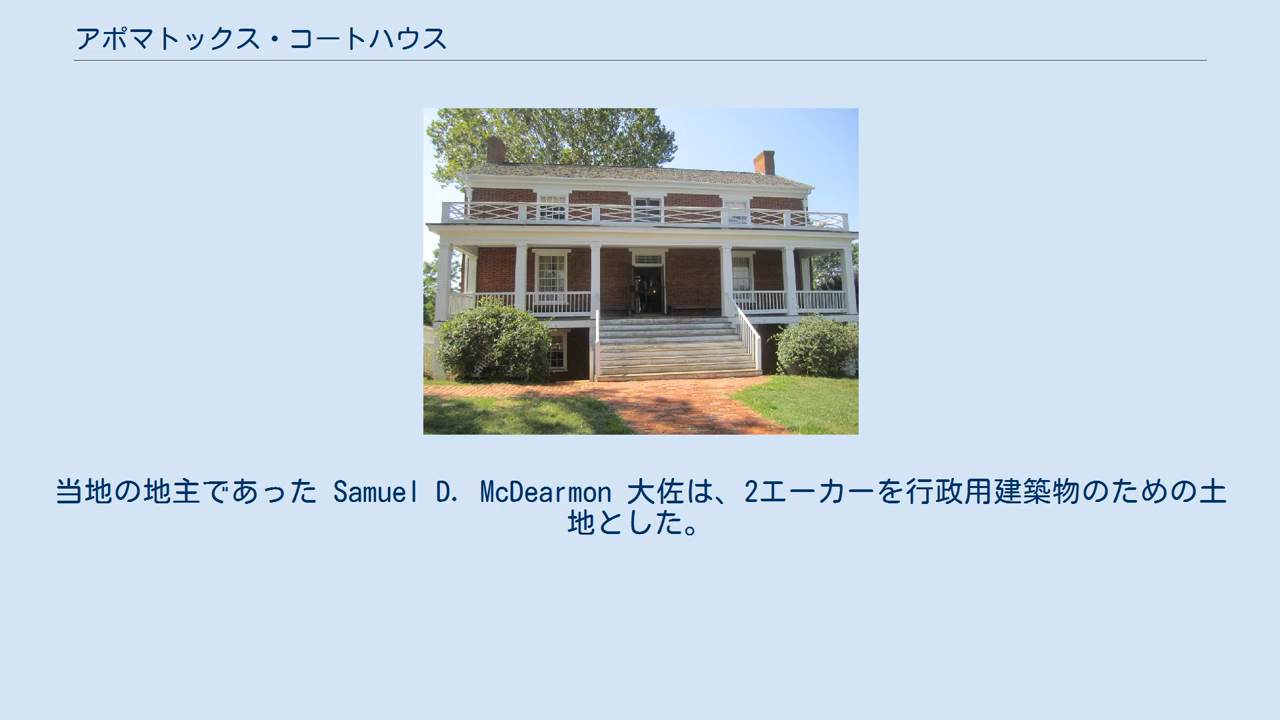 アポマトックス・コートハウス
当地の地主であった Samuel D. McDearmon 大佐は、2エーカーを行政用建築物のための土
地とした。